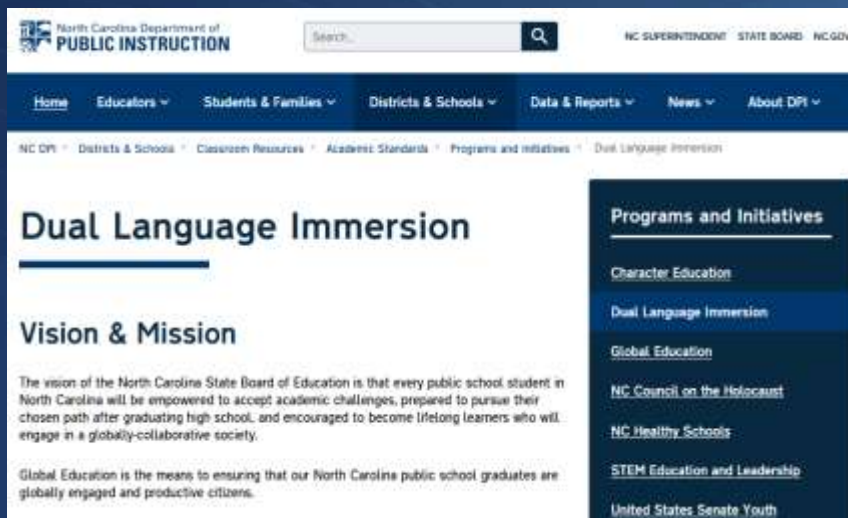 North Carolina Department of
PUBLIC INSTRUCTION
Search...
NC SUPERINTENDENT STATE BOARD NC.GOV
Home Educators Students & Families Districts & Schools Data & Reports News About DPI
NC DPI Districts & Schools Classroom Resources Academic Standards Programs and Initiatives Dual Language Immersion
Dual Language Immersion
Vision & Mission
The vision of the North Carolina State Board of Education is that every public school student in
North Carolina will be empowered to accept academic challenges, prepared to pursue their
chosen path after graduating high school, and encouraged to become lifelong learners who will
engage in a globally-collaborative society.
Global Education is the means to ensuring that our North Carolina public school graduates are
globally engaged and productive citizens.
Programs and Initiatives
Character Education
Dual Language Immersion
Global Education
NC Council on the Holocaust
NC Healthy Schools
STEM Education and Leadership
United States Senate Youth